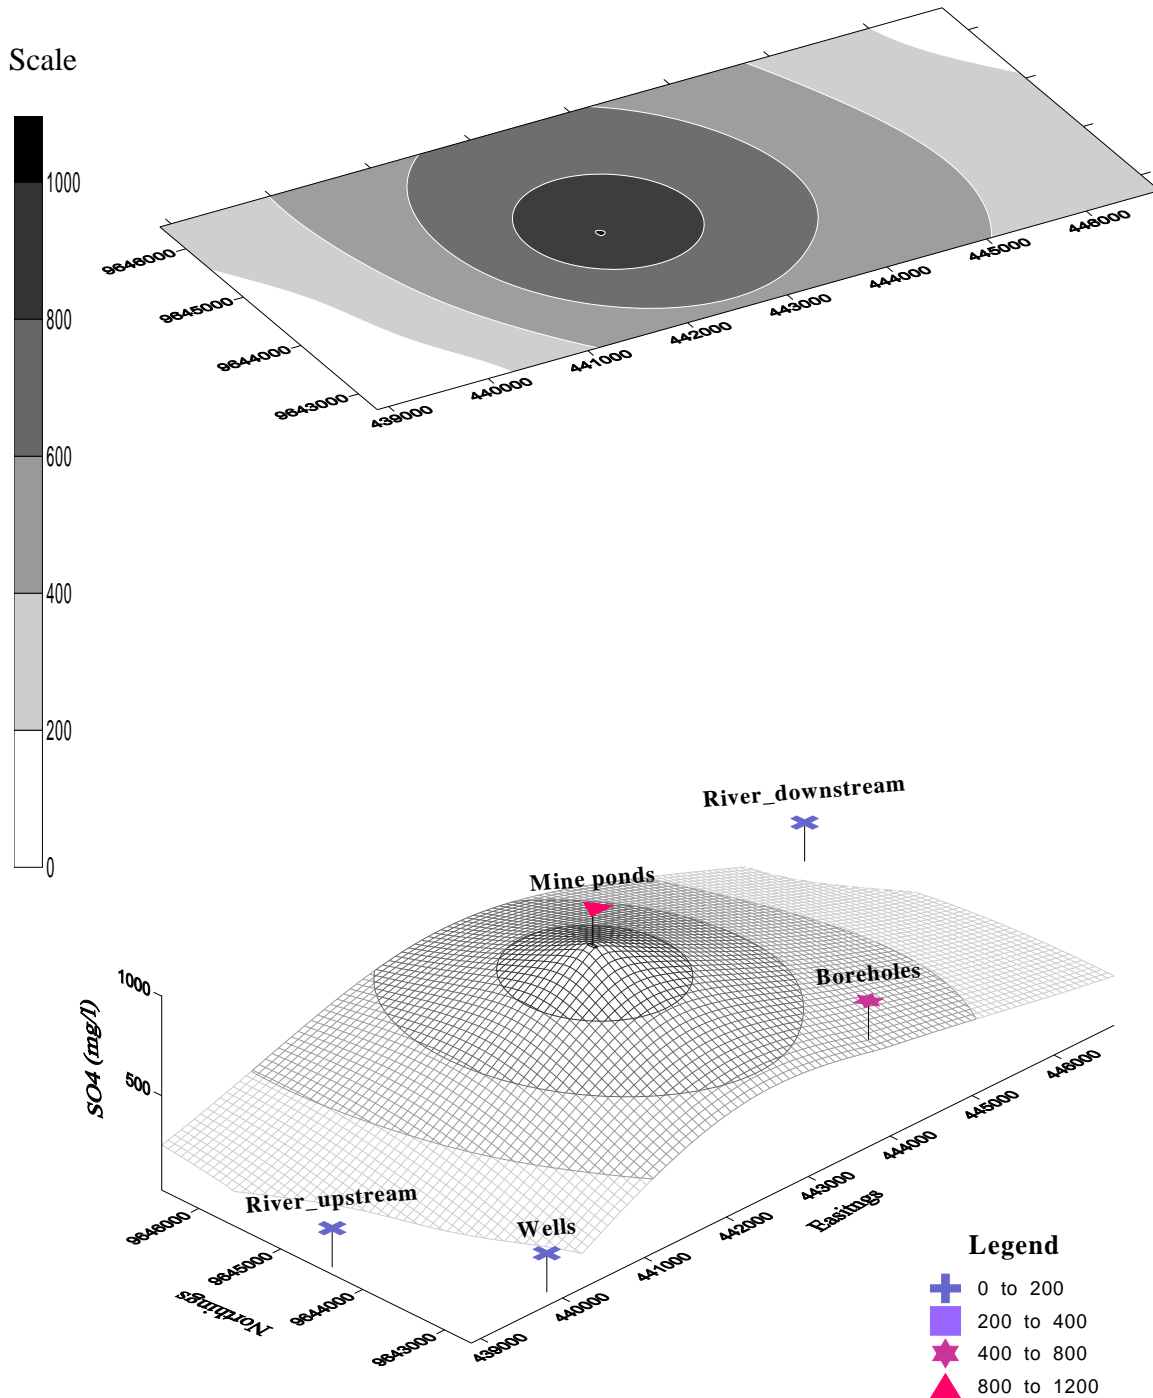 Scale
1000
800
600
400
200
0
9646000
9645000
9644000
9643000
439000
440000
441000
442000
443000
444000
445000
446000
River_downstream
Mine ponds
Boreholes
River_upstream
Wells
1000
500
SO4 (mg/l)
9646000
9645000
9644000
9643000
Northings
439000
440000
441000
442000
443000
444000
445000
446000
Eastings
Legend
0 to 200
200 to 400
400 to 800
800 to 1200